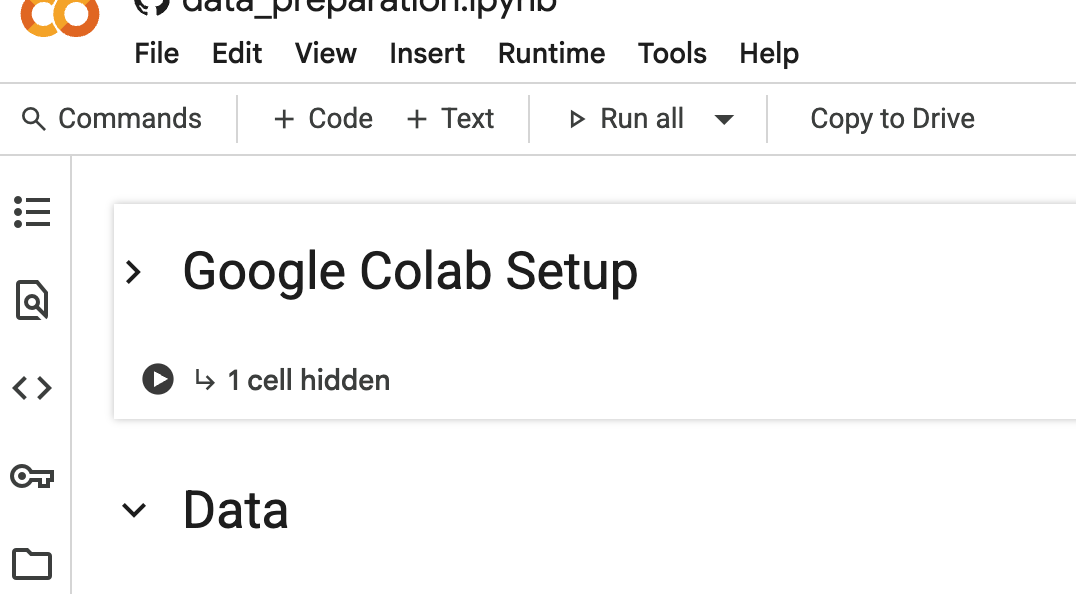 data_preparation.ipynb
File Edit View Insert Runtime Tools Help
Commands + Code + Text Run all Copy to Drive
Google Colab Setup
1 cell hidden
Data